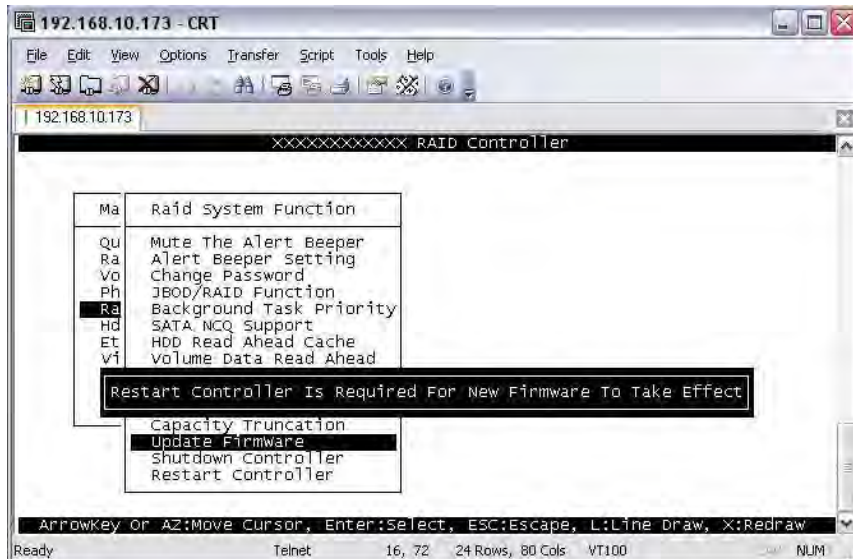 192.168.10.173 - CRT
File Edit View Options Transfer Script Tools Help
192.168.10.173
XXXXXXXXXXXX RAID Controller
Ma
Raid System Function
Qu
Mute The Alert Beeper
Ra
Alert Beeper Setting
Vo
Change Password
Ph
JBOD/RAID Function
Ra
Background Task Priority
Hd
SATA NCQ Support
Et
HDD Read Ahead Cache
Vi
Volume Data Read Ahead
Restart Controller Is Required For New Firmware To Take Effect
Capacity Truncation
Update Firmware
Shutdown Controller
Restart Controller
ArrowKey Or AZ:Move Cursor, Enter:Select, ESC:Escape, L:Line Draw, X:Redraw
Ready Telnet 16, 72 24 Rows, 80 Cols VT100 NUM